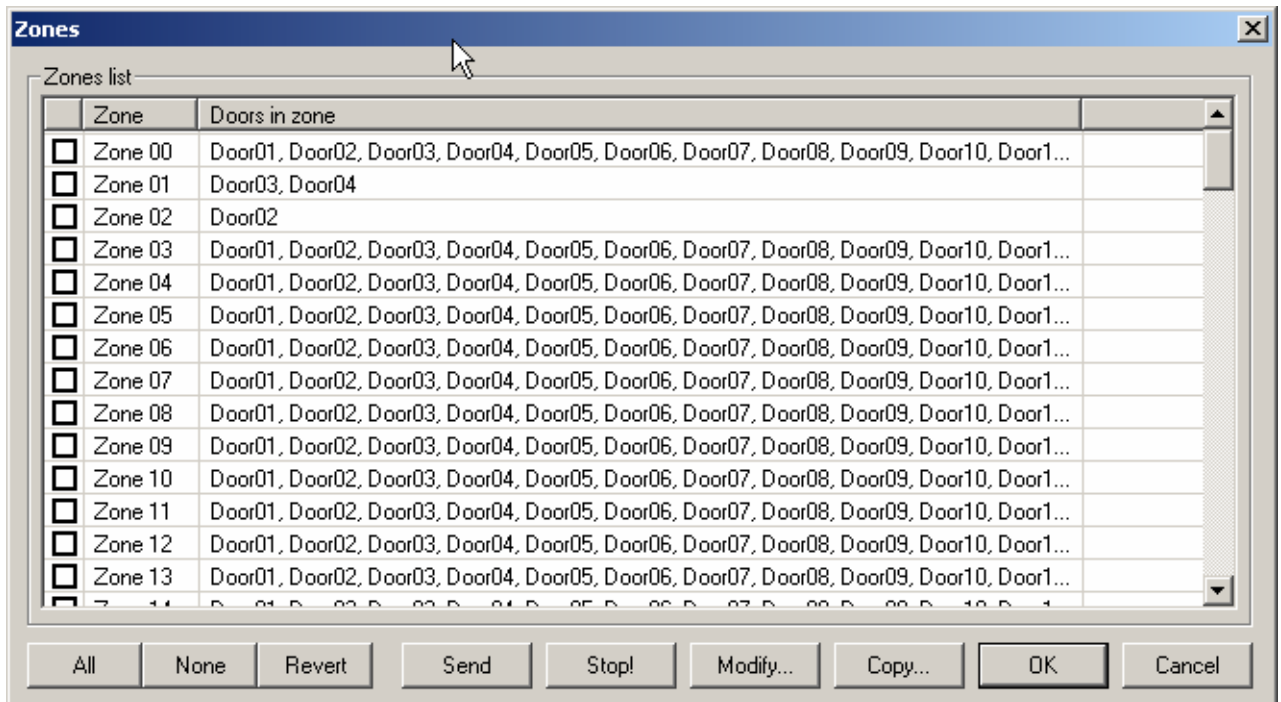 Zones
Zones list
Zone Doors in zone
Zone 00 Door01, Door02, Door03, Door04, Door05, Door06, Door07, Door08, Door09, Door10, Door1...
Zone 01 Door03, Door04
Zone 02 Door02
Zone 03 Door01, Door02, Door03, Door04, Door05, Door06, Door07, Door08, Door09, Door10, Door1...
Zone 04 Door01, Door02, Door03, Door04, Door05, Door06, Door07, Door08, Door09, Door10, Door1...
Zone 05 Door01, Door02, Door03, Door04, Door05, Door06, Door07, Door08, Door09, Door10, Door1...
Zone 06 Door01, Door02, Door03, Door04, Door05, Door06, Door07, Door08, Door09, Door10, Door1...
Zone 07 Door01, Door02, Door03, Door04, Door05, Door06, Door07, Door08, Door09, Door10, Door1...
Zone 08 Door01, Door02, Door03, Door04, Door05, Door06, Door07, Door08, Door09, Door10, Door1...
Zone 09 Door01, Door02, Door03, Door04, Door05, Door06, Door07, Door08, Door09, Door10, Door1...
Zone 10 Door01, Door02, Door03, Door04, Door05, Door06, Door07, Door08, Door09, Door10, Door1...
Zone 11 Door01, Door02, Door03, Door04, Door05, Door06, Door07, Door08, Door09, Door10, Door1...
Zone 12 Door01, Door02, Door03, Door04, Door05, Door06, Door07, Door08, Door09, Door10, Door1...
Zone 13 Door01, Door02, Door03, Door04, Door05, Door06, Door07, Door08, Door09, Door10, Door1...
All None Revert Send Stop! Modify... Copy... OK Cancel